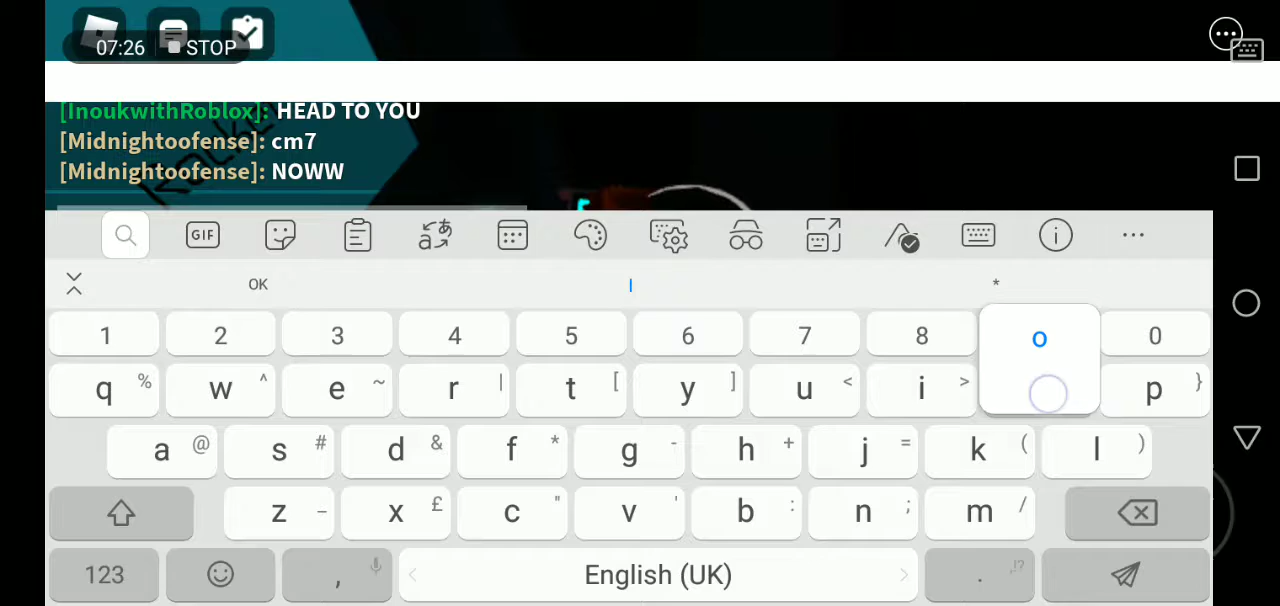 07:26 STOP
[InoukwithRoblox]: HEAD TO YOU
[Midnightoofense]: cm7
[Midnightoofense]: NOWW
GIF
OK | *
1 2 3 4 5 6 7 8 o 0
q % w ^ e ~ r | t [ y ] u < i > p }
a @ s # d & f * g - h + j = k ( l )
z _ x £ c " v ' b : n ; m /
123 , < English (UK) > . ,!?